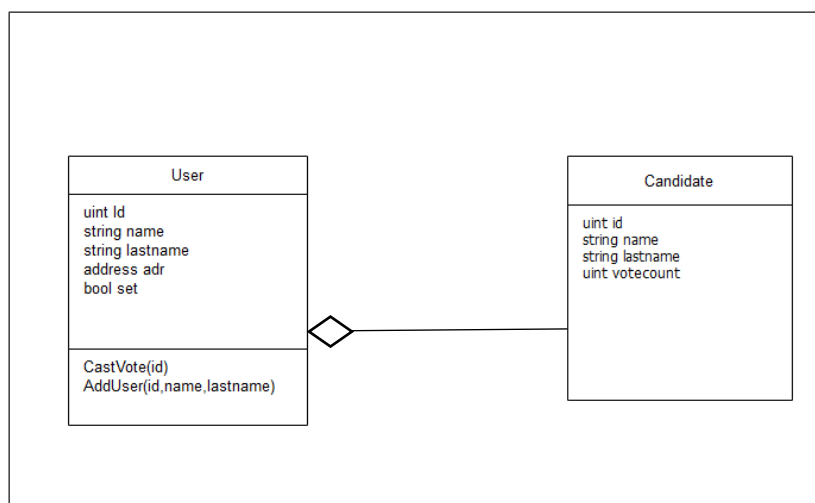 User
uint Id
string name
string lastname
address adr
bool set
CastVote(id)
AddUser(id,name,lastname)
Candidate
uint id
string name
string lastname
uint votecount